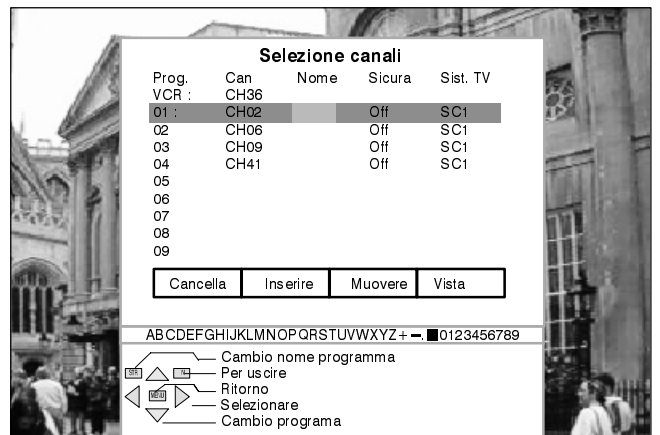 Selezione canali
Prog. Can Nome Sicura Sist. TV
VCR : CH36
01 : CH02 Off SC1
02 CH06 Off SC1
03 CH09 Off SC1
04 CH41 Off SC1
05
06
07
08
09
Cancella Inserire Muovere Vista
ABCDEFGHIJKLMNOPQRSTUVWXYZ+−.■0123456789
Cambio nome programma
STR N Per uscire
Ritorno
MENU Selezionare
Cambio programa